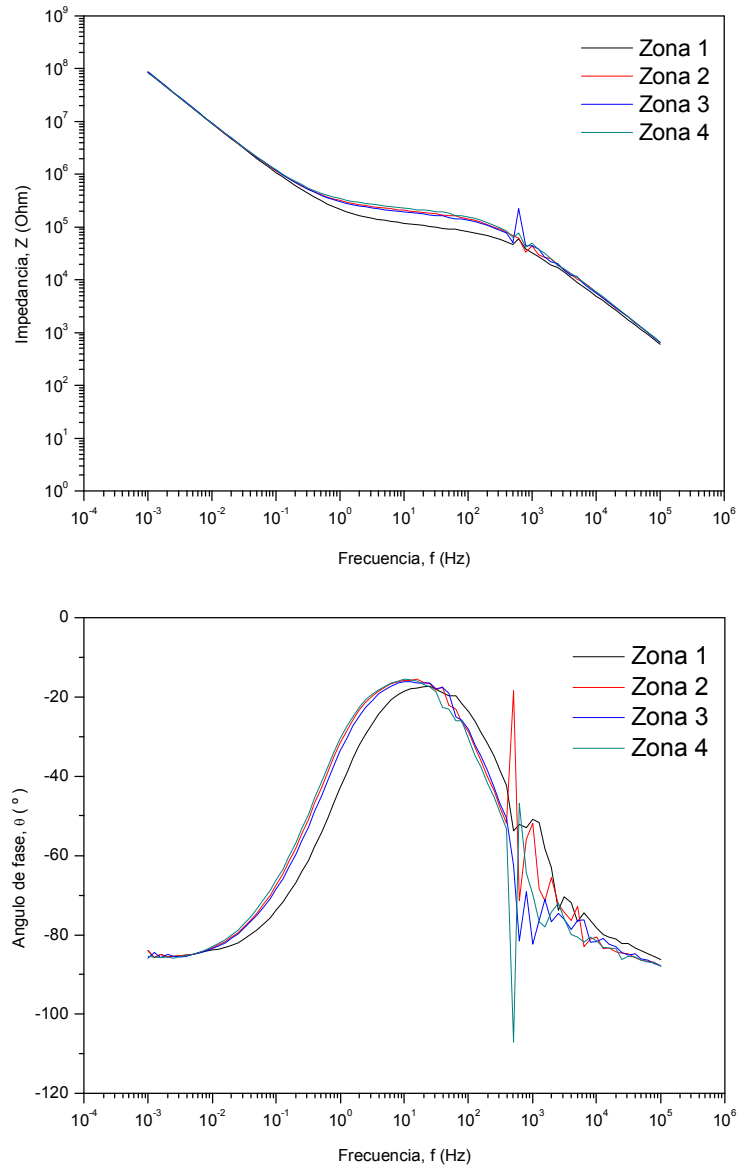 10^9
10^8
10^7
10^6
10^5
10^4
10^3
10^2
10^1
10^0
Impedancia, Z (Ohm)
Zona 1
Zona 2
Zona 3
Zona 4
10^-4 10^-3 10^-2 10^-1 10^0 10^1 10^2 10^3 10^4 10^5 10^6
Frecuencia, f (Hz)
0
-20
-40
-60
-80
-100
-120
Angulo de fase, θ ( º )
Zona 1
Zona 2
Zona 3
Zona 4
10^-4 10^-3 10^-2 10^-1 10^0 10^1 10^2 10^3 10^4 10^5 10^6
Frecuencia, f (Hz)